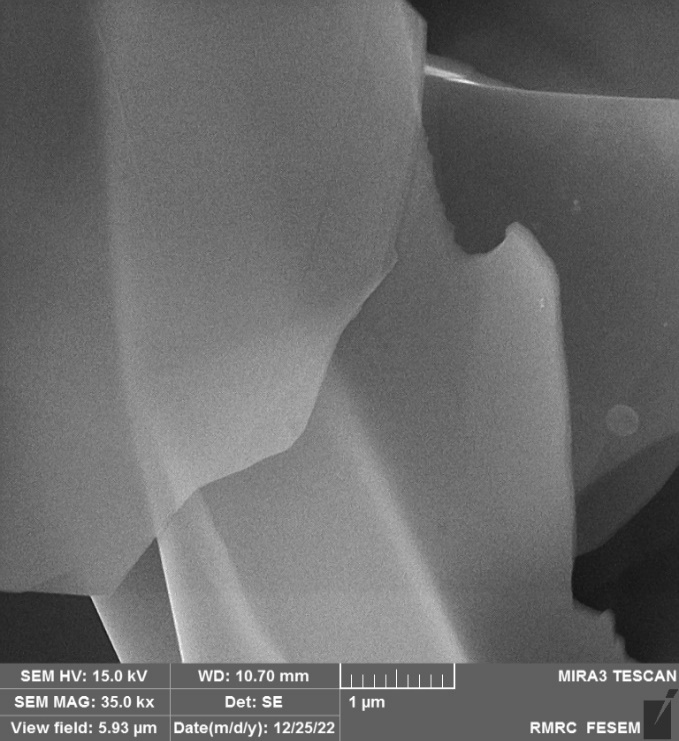 SEM HV: 15.0 kV WD: 10.70 mm MIRA3 TESCAN
SEM MAG: 35.0 kx Det: SE 1 µm
View field: 5.93 µm Date(m/d/y): 12/25/22 RMRC FESEM